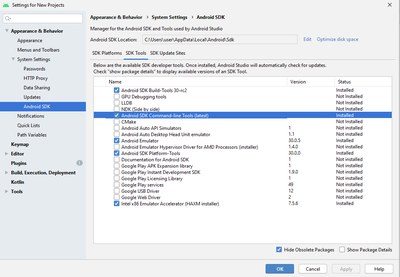 Settings for New Projects
Appearance & Behavior
Appearance
Menus and Toolbars
System Settings
Passwords
HTTP Proxy
Data Sharing
Updates
Android SDK
Notifications
Quick Lists
Path Variables
Keymap
Editor
Plugins
Build, Execution, Deployment
Kotlin
Tools
Appearance & Behavior › System Settings › Android SDK
Manager for the Android SDK and Tools used by Android Studio
Android SDK Location: C:\Users\user\AppData\Local\Android\Sdk Edit Optimize disk space
SDK Platforms SDK Tools SDK Update Sites
Below are the available SDK developer tools. Once installed, Android Studio will automatically check for updates.
Check "show package details" to display available versions of an SDK Tool.
Name Version Status
Android SDK Build-Tools 30-rc2 Installed
GPU Debugging tools Not Installed
LLDB Not Installed
NDK (Side by side) Not Installed
Android SDK Command-line Tools (latest) Installed
CMake Not Installed
Android Auto API Simulators 1 Not Installed
Android Auto Desktop Head Unit emulator 1.1 Not Installed
Android Emulator 30.0.5 Installed
Android Emulator Hypervisor Driver for AMD Processors (installer) 1.4.0 Not Installed
Android SDK Platform-Tools 30.0.0 Installed
Documentation for Android SDK 1 Not Installed
Google Play APK Expansion library 1 Not Installed
Google Play Instant Development SDK 1.9.0 Not Installed
Google Play Licensing Library 1 Not Installed
Google Play services 49 Not Installed
Google USB Driver 12 Not Installed
Google Web Driver 2 Not Installed
Intel x86 Emulator Accelerator (HAXM installer) 7.5.6 Installed
Hide Obsolete Packages Show Package Details
OK Cancel Apply Help